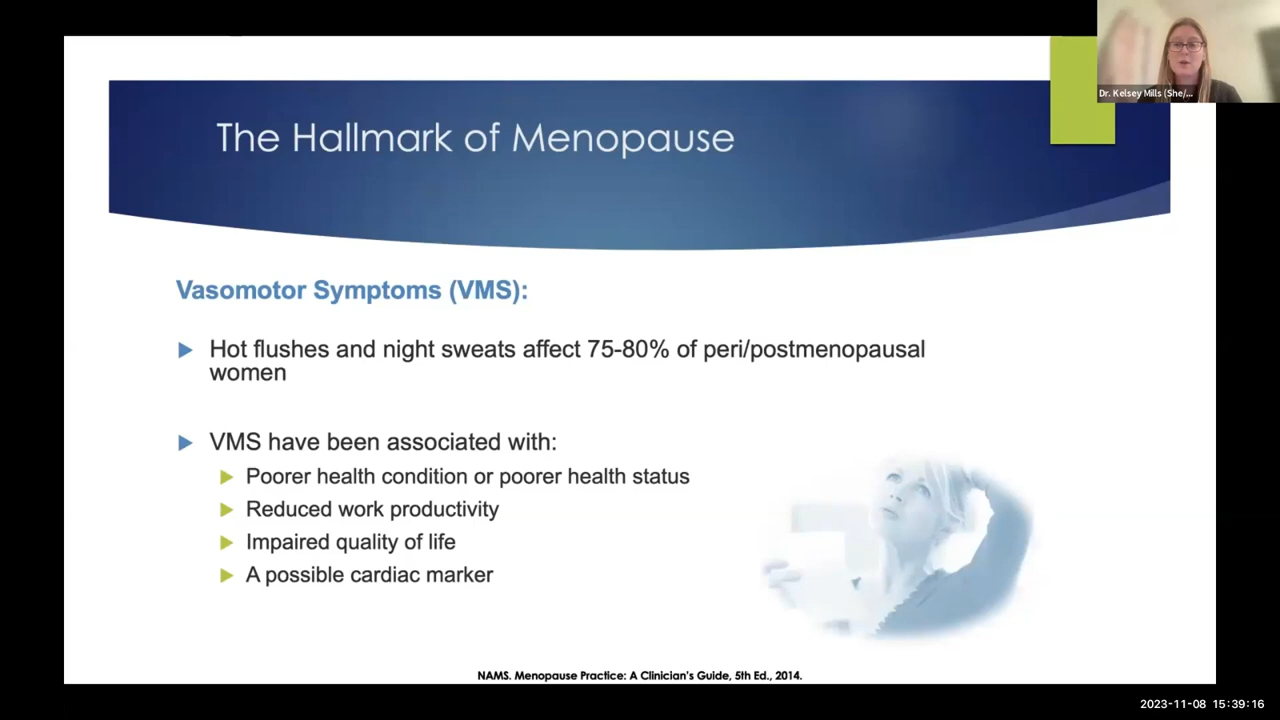 Dr. Kelsey Mills (She/...
The Hallmark of Menopause
Vasomotor Symptoms (VMS):
Hot flushes and night sweats affect 75-80% of peri/postmenopausal
women
VMS have been associated with:
Poorer health condition or poorer health status
Reduced work productivity
Impaired quality of life
A possible cardiac marker
NAMS. Menopause Practice: A Clinician's Guide, 5th Ed., 2014.
2023-11-08 15:39:16